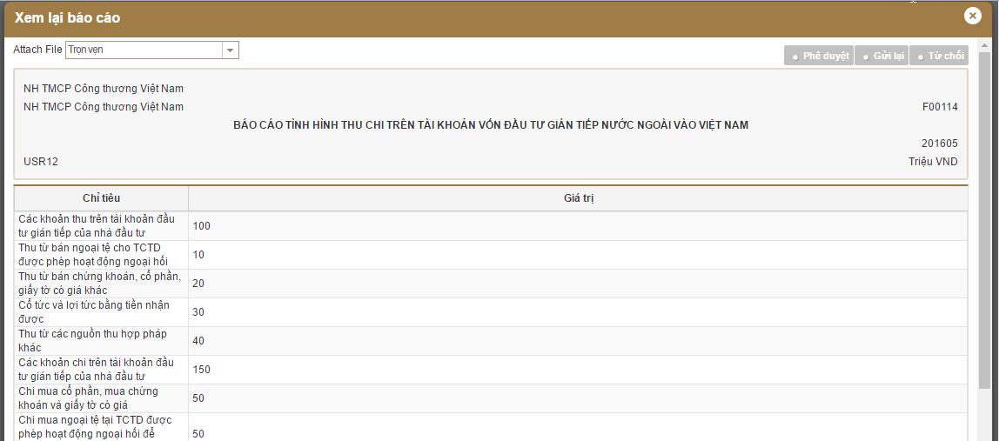 Xem lại báo cáo
Attach File Trọn vẹn
Phê duyệt Gửi lại Từ chối
NH TMCP Công thương Việt Nam
NH TMCP Công thương Việt Nam F00114
BÁO CÁO TÌNH HÌNH THU CHI TRÊN TÀI KHOẢN VỐN ĐẦU TƯ GIÁN TIẾP NƯỚC NGOÀI VÀO VIỆT NAM
201605
USR12 Triệu VND
Chỉ tiêu Giá trị
Các khoản thu trên tài khoản đầu
tư gián tiếp của nhà đầu tư
100
Thu từ bán ngoại tệ cho TCTD
được phép hoạt động ngoại hối
10
Thu từ bán chứng khoán, cổ phần,
giấy tờ có giá khác
20
Cổ tức và lợi tức bằng tiền nhận
được
30
Thu từ các nguồn thu hợp pháp
khác
40
Các khoản chi trên tài khoản đầu
tư gián tiếp của nhà đầu tư
150
Chi mua cổ phần, mua chứng
khoán và giấy tờ có giá
50
Chi mua ngoại tệ tại TCTD được
phép hoạt động ngoại hối để
50